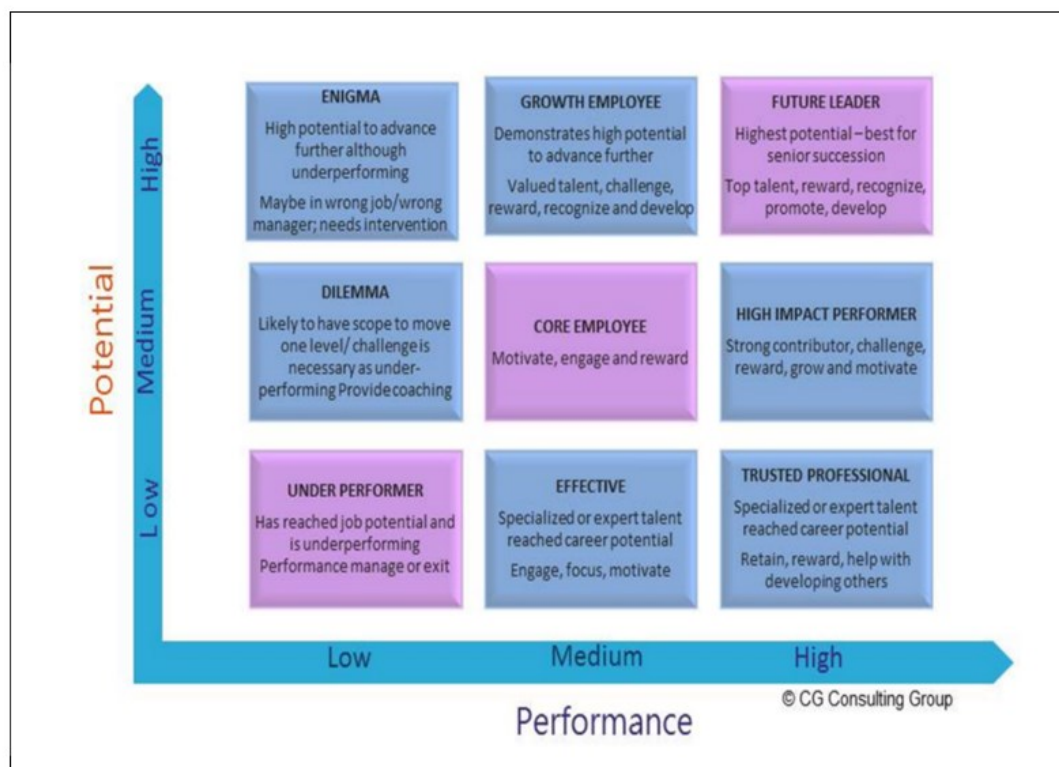 ENIGMA
High potential to advance
further although
underperforming
Maybe in wrong job/wrong
manager; needs intervention
GROWTH EMPLOYEE
Demonstrates high potential
to advance further
Valued talent, challenge,
reward, recognize and develop
FUTURE LEADER
Highest potential – best for
senior succession
Top talent, reward, recognize,
promote, develop
DILEMMA
Likely to have scope to move
one level/ challenge is
necessary as under-
performing Provide coaching
CORE EMPLOYEE
Motivate, engage and reward
HIGH IMPACT PERFORMER
Strong contributor, challenge,
reward, grow and motivate
UNDER PERFORMER
Has reached job potential and
is underperforming
Performance manage or exit
EFFECTIVE
Specialized or expert talent
reached career potential
Engage, focus, motivate
TRUSTED PROFESSIONAL
Specialized or expert talent
reached career potential
Retain, reward, help with
developing others
Potential
High
Medium
Low
Low
Medium
High
Performance
© CG Consulting Group